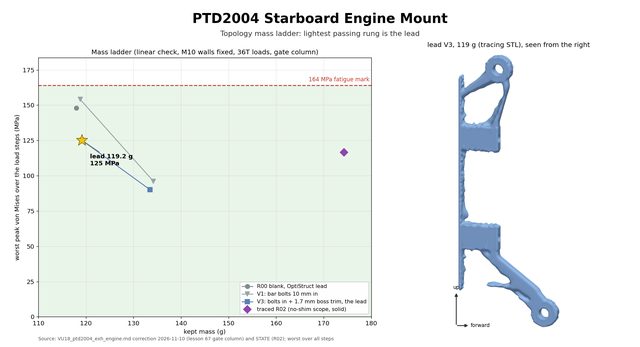 PTD2004 Starboard Engine Mount
Topology mass ladder: lightest passing rung is the lead
Mass ladder (linear check, M10 walls fixed, 36T loads, gate column)
lead V3, 119 g (tracing STL), seen from the right
worst peak von Mises over the load steps (MPa)
175
150
125
100
75
50
25
0
164 MPa fatigue mark
lead 119.2 g
125 MPa
R00 blank, OptiStruct lead
V1: bar bolts 10 mm in
V3: bolts in + 1.7 mm boss trim, the lead
traced R02 (no-shim scope, solid)
110
120
130
140
150
160
170
180
kept mass (g)
up
forward
Source: VU18_ptd2004_exh_engine.md correction 2026-11-10 (lesson 67 gate column) and STATE (R02); worst over all steps